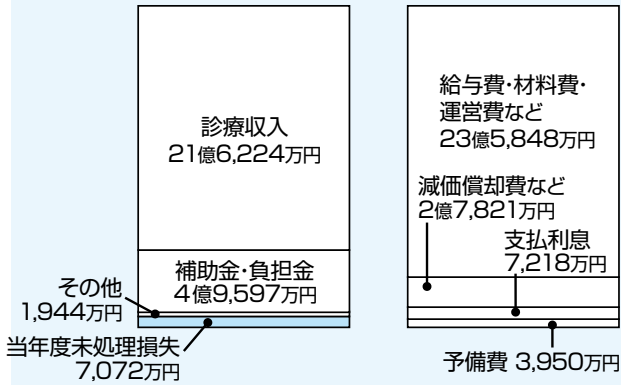 診療収入
21億6,224万円
補助金・負担金
4億9,597万円
その他
1,944万円
当年度未処理損失
7,072万円
給与費・材料費・
運営費など
23億5,848万円
減価償却費など
2億7,821万円
支払利息
7,218万円
予備費 3,950万円